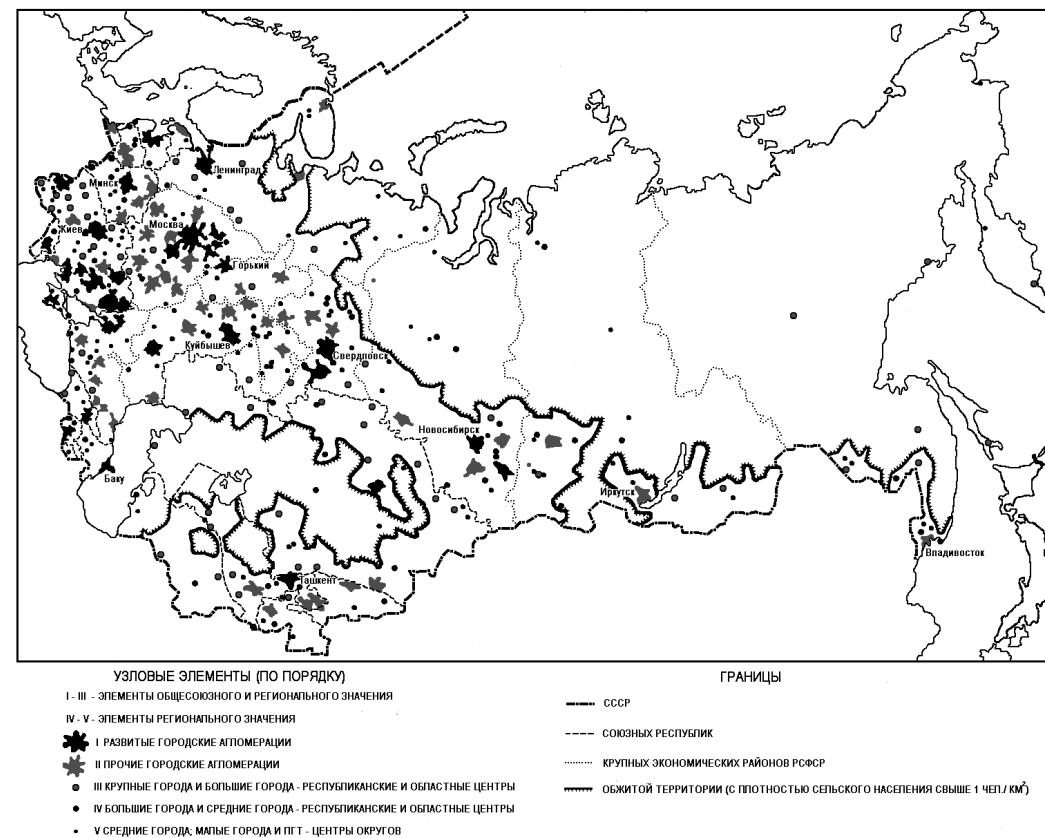 Ленинград
Минск
Киев
Москва
Горький
Куйбышев
Свердловск
Новосибирск
Баку
Иркутск
Владивосток
Ташкент
УЗЛОВЫЕ ЭЛЕМЕНТЫ (ПО ПОРЯДКУ)
I - III - ЭЛЕМЕНТЫ ОБЩЕСОЮЗНОГО И РЕГИОНАЛЬНОГО ЗНАЧЕНИЯ
IV - V - ЭЛЕМЕНТЫ РЕГИОНАЛЬНОГО ЗНАЧЕНИЯ
I РАЗВИТЫЕ ГОРОДСКИЕ АГЛОМЕРАЦИИ
II ПРОЧИЕ ГОРОДСКИЕ АГЛОМЕРАЦИИ
III КРУПНЫЕ ГОРОДА И БОЛЬШИЕ ГОРОДА - РЕСПУБЛИКАНСКИЕ И ОБЛАСТНЫЕ ЦЕНТРЫ
IV БОЛЬШИЕ ГОРОДА И СРЕДНИЕ ГОРОДА - РЕСПУБЛИКАНСКИЕ И ОБЛАСТНЫЕ ЦЕНТРЫ
V СРЕДНИЕ ГОРОДА; МАЛЫЕ ГОРОДА И ПГТ - ЦЕНТРЫ ОКРУГОВ
ГРАНИЦЫ
СССР
СОЮЗНЫХ РЕСПУБЛИК
КРУПНЫХ ЭКОНОМИЧЕСКИХ РАЙОНОВ РСФСР
ОБЖИТОЙ ТЕРРИТОРИИ (С ПЛОТНОСТЬЮ СЕЛЬСКОГО НАСЕЛЕНИЯ СВЫШЕ 1 ЧЕЛ./ КМ²)